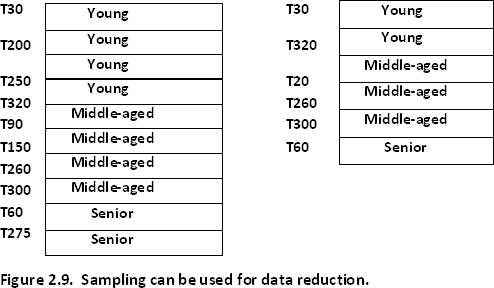 T30 Young
T200 Young
Young
T250 Young
T320 Middle-aged
T90
T150 Middle-aged
T260 Middle-aged
T300 Middle-aged
T60 Senior
T275 Senior
T30 Young
T320 Young
Middle-aged
T20 Middle-aged
T260
T300 Middle-aged
T60 Senior
Figure 2.9. Sampling can be used for data reduction.